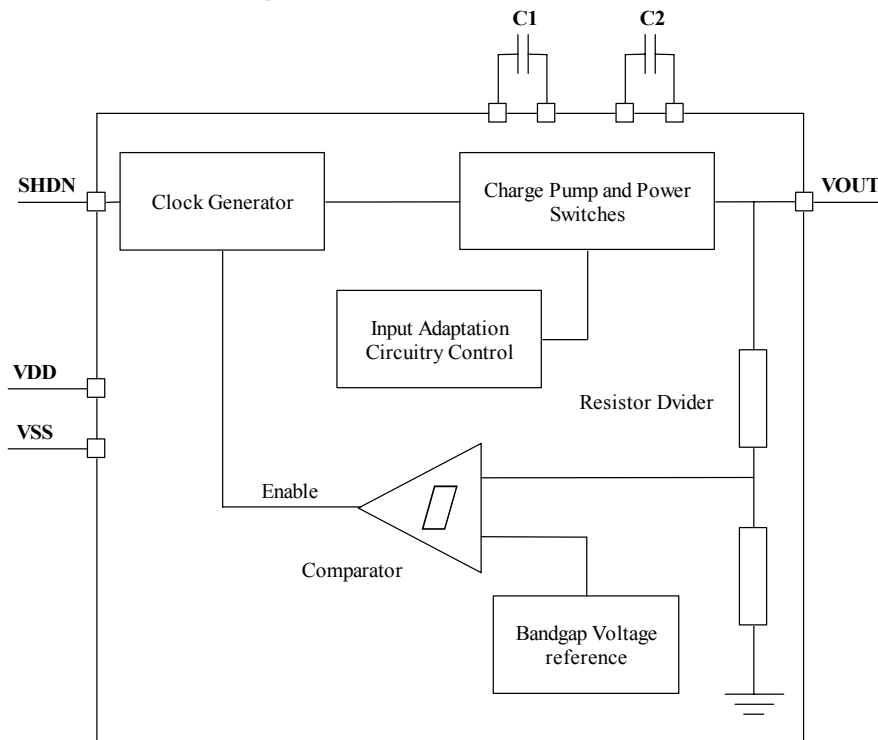 C1
C2
SHDN
Clock Generator
Charge Pump and Power
Switches
VOUT
Input Adaptation
Circuitry Control
VDD
Resistor Dvider
VSS
Enable
Comparator
Bandgap Voltage
reference